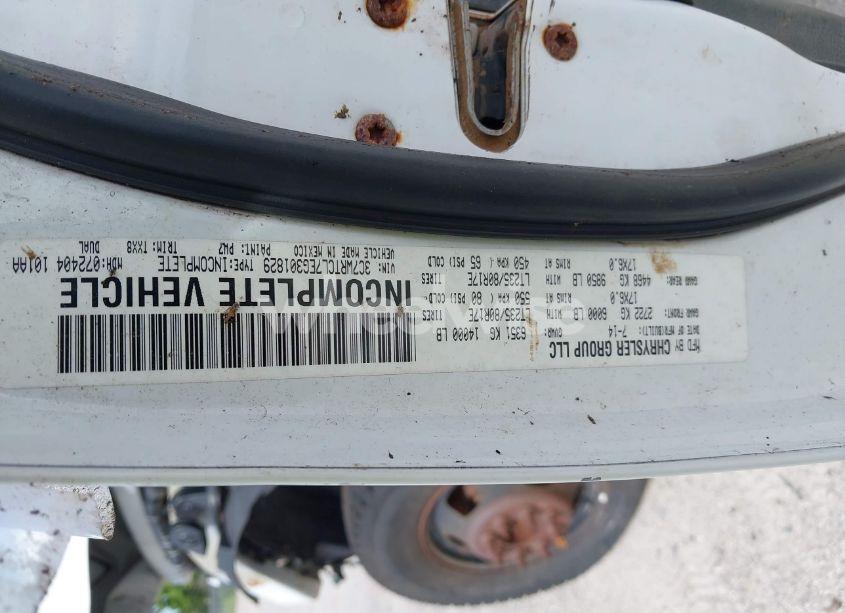 MFD BY CHRYSLER GROUP LLC
DATE OF MFR(BUILT): 7-14 GVWR: 6351 KG 14000 LB
GAWR FRONT: 2722 KG 6000 LB WITH LT235/80R17E TIRES
17X6.0 RIMS AT 550 KPA( 80 PSI) COLD
GAWR REAR: 4468 KG 9850 LB WITH LT235/80R17E TIRES
17X6.0 RIMS AT 450 KPA( 65 PSI) COLD
INCOMPLETE VEHICLE
VIN: 3C7WRTCL7EG301829 TYPE:INCOMPLETE MDH:072404 101AA
DUAL
PAINT: PW7 TRIM: TXX8
VEHICLE MADE IN MEXICO